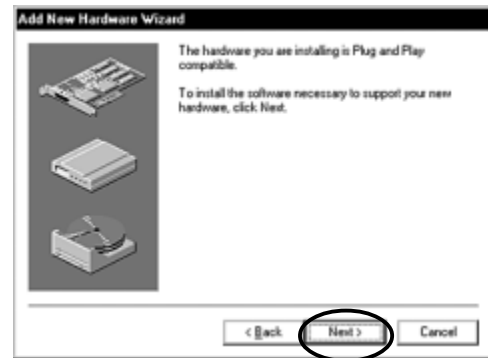 Add New Hardware Wizard
The hardware you are installing is Plug and Play
compatible.
To install the software necessary to support your new
hardware, click Next.
< Back
Next >
Cancel